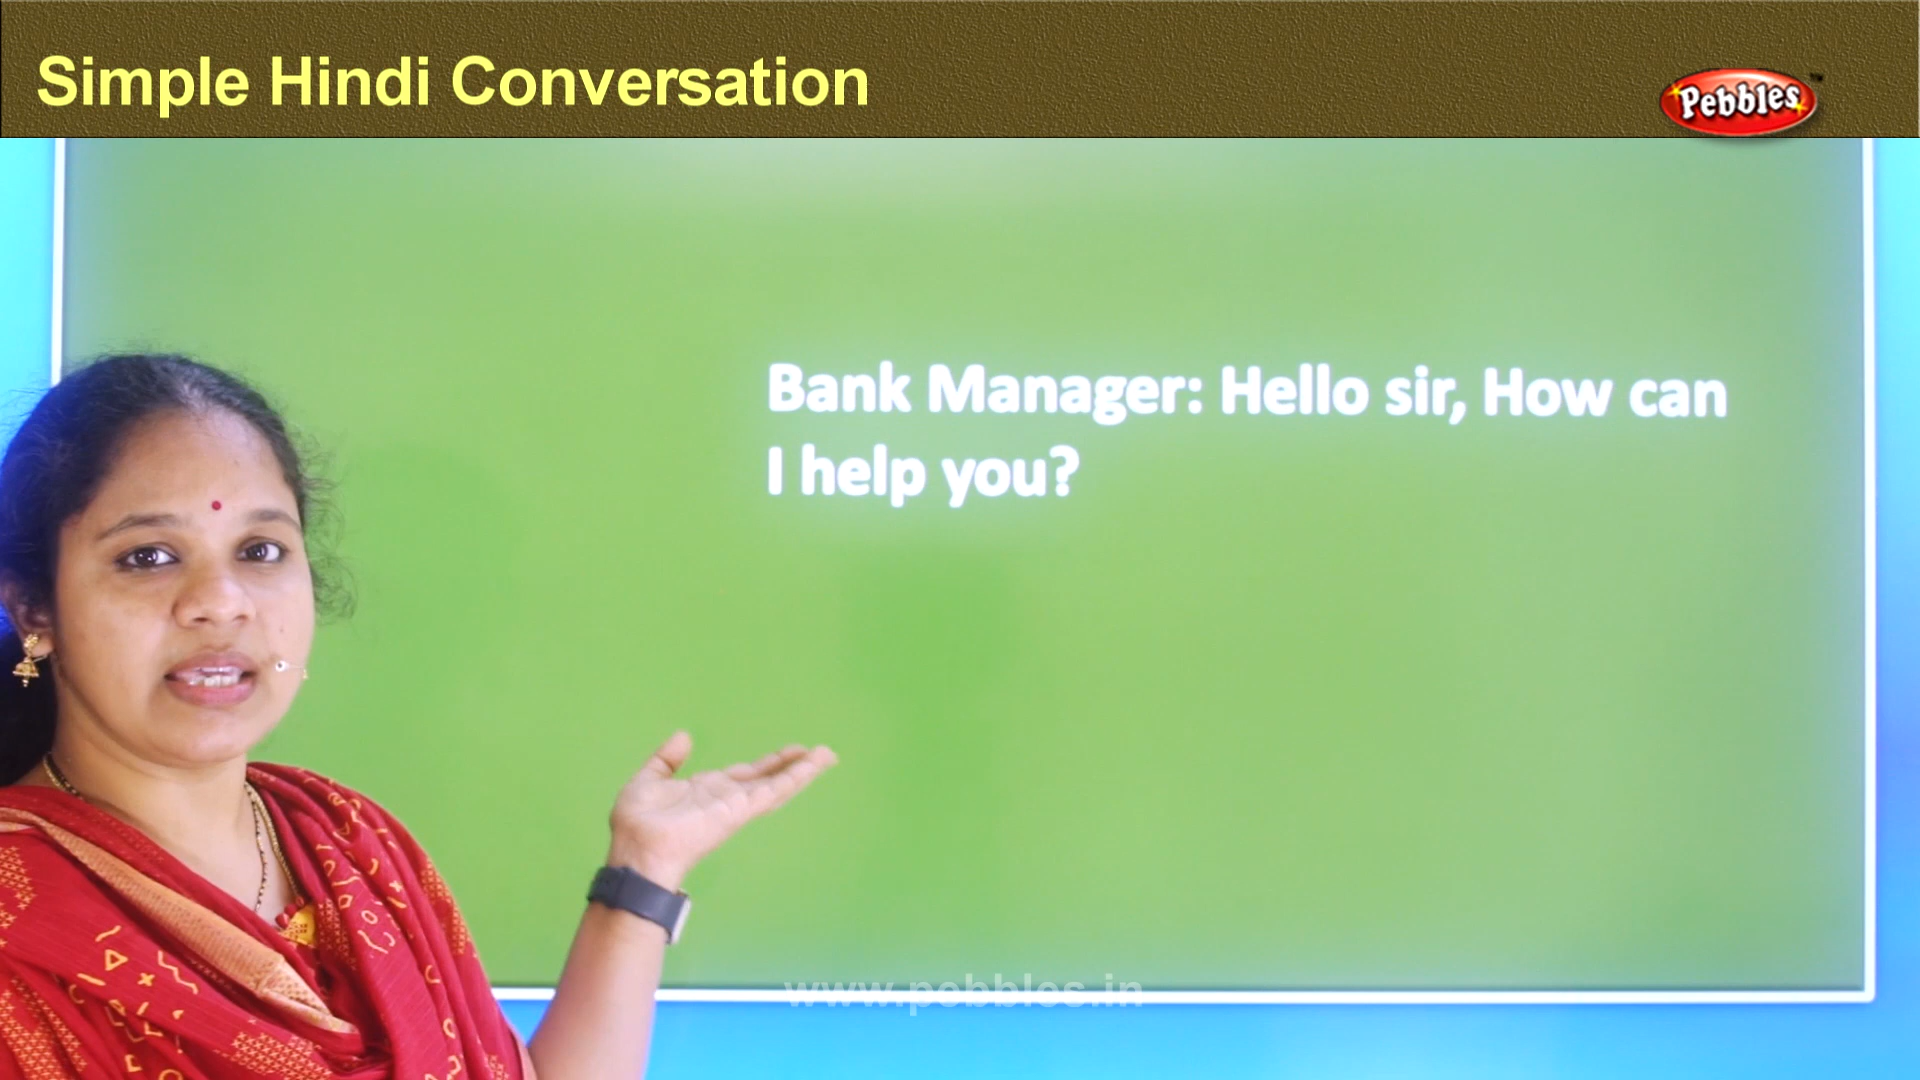 Simple Hindi Conversation
Pebbles
Bank Manager: Hello sir, How can
I help you?
www.pebbles.in